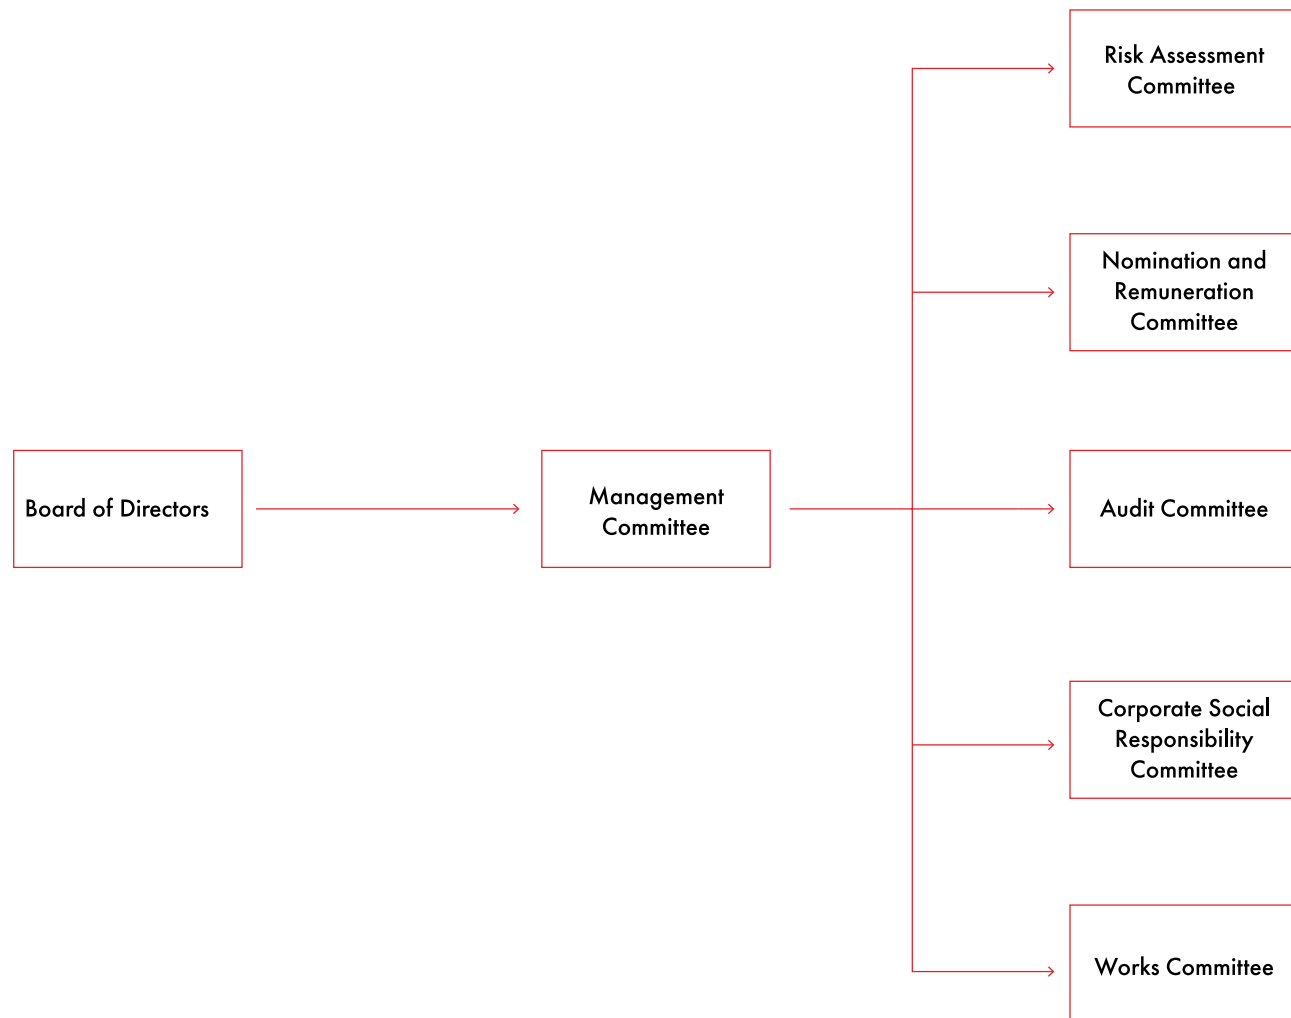 Board of Directors
Management
Committee
Risk Assessment
Committee
Nomination and
Remuneration
Committee
Audit Committee
Corporate Social
Responsibility
Committee
Works Committee